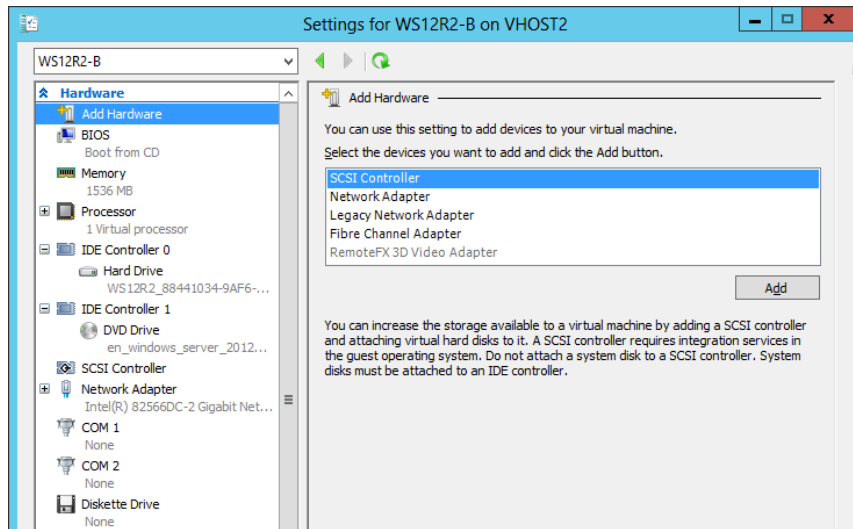 Settings for WS12R2-B on VHOST2
WS12R2-B
Hardware
Add Hardware
BIOS
Boot from CD
Memory
1536 MB
Processor
1 Virtual processor
IDE Controller 0
Hard Drive
WS12R2_88441034-9AF6-...
IDE Controller 1
DVD Drive
en_windows_server_2012...
SCSI Controller
Network Adapter
Intel(R) 82566DC-2 Gigabit Net...
COM 1
None
COM 2
None
Diskette Drive
None
Add Hardware
You can use this setting to add devices to your virtual machine.
Select the devices you want to add and click the Add button.
SCSI Controller
Network Adapter
Legacy Network Adapter
Fibre Channel Adapter
RemoteFX 3D Video Adapter
Add
You can increase the storage available to a virtual machine by adding a SCSI controller
and attaching virtual hard disks to it. A SCSI controller requires integration services in
the guest operating system. Do not attach a system disk to a SCSI controller. System
disks must be attached to an IDE controller.